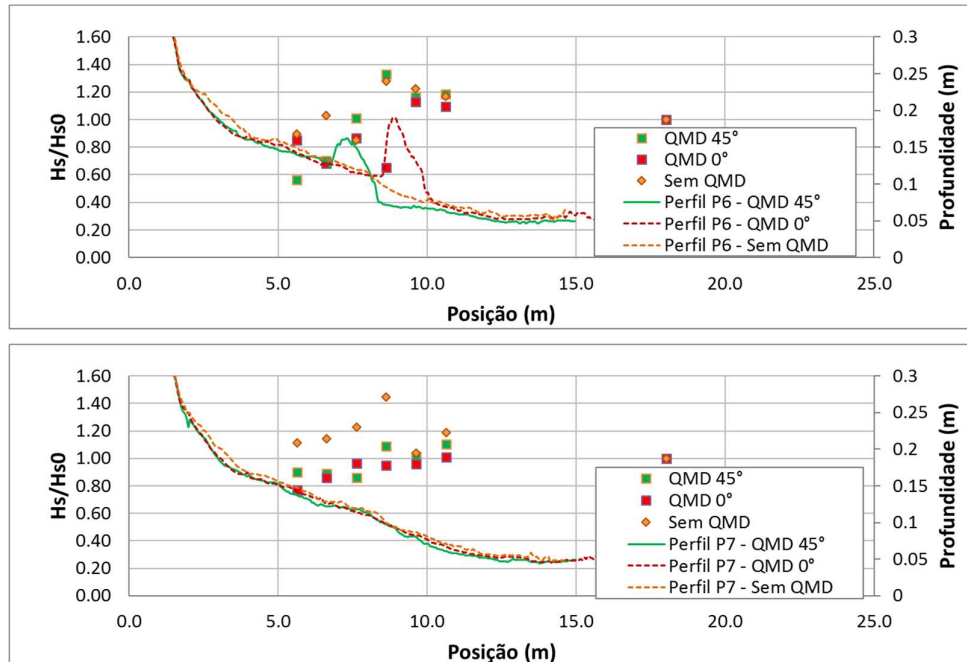 Hs/Hs0
1.60
1.40
1.20
1.00
0.80
0.60
0.40
0.20
0.00
0.0
5.0
10.0
15.0
20.0
25.0
Posição (m)
0.3
0.25
0.2
0.15
0.1
0.05
0
Profundidade (m)
QMD 45°
QMD 0°
Sem QMD
Perfil P6 - QMD 45°
Perfil P6 - QMD 0°
Perfil P6 - Sem QMD
Hs/Hs0
1.60
1.40
1.20
1.00
0.80
0.60
0.40
0.20
0.00
0.0
5.0
10.0
15.0
20.0
25.0
Posição (m)
0.3
0.25
0.2
0.15
0.1
0.05
0
Profundidade (m)
QMD 45°
QMD 0°
Sem QMD
Perfil P7 - QMD 45°
Perfil P7 - QMD 0°
Perfil P7 - Sem QMD